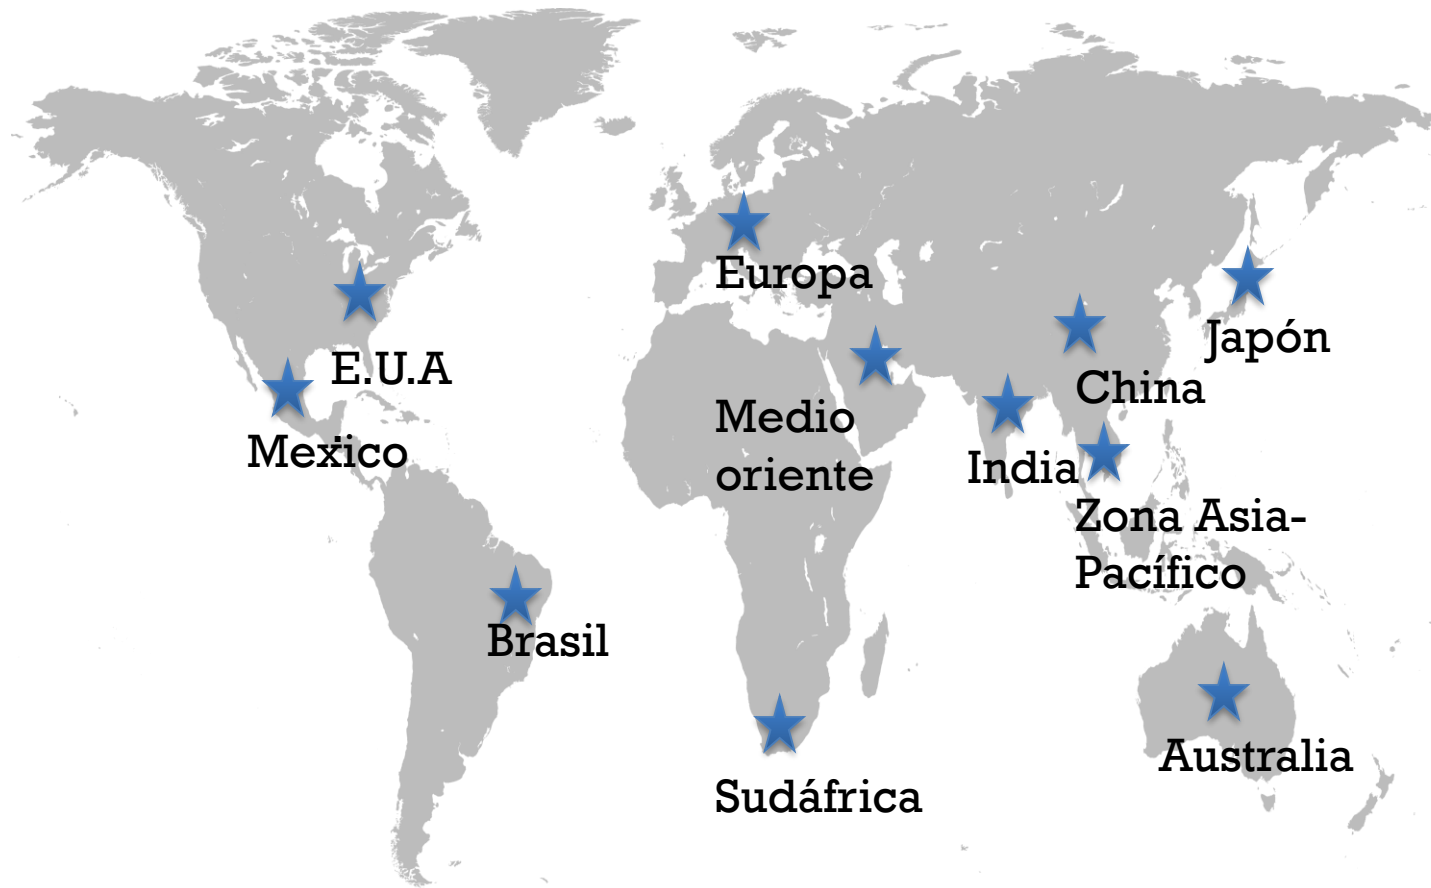 Europa
Japón
E.U.A
China
Medio
oriente
Mexico
India
Zona Asia-
Pacífico
Brasil
Australia
Sudáfrica